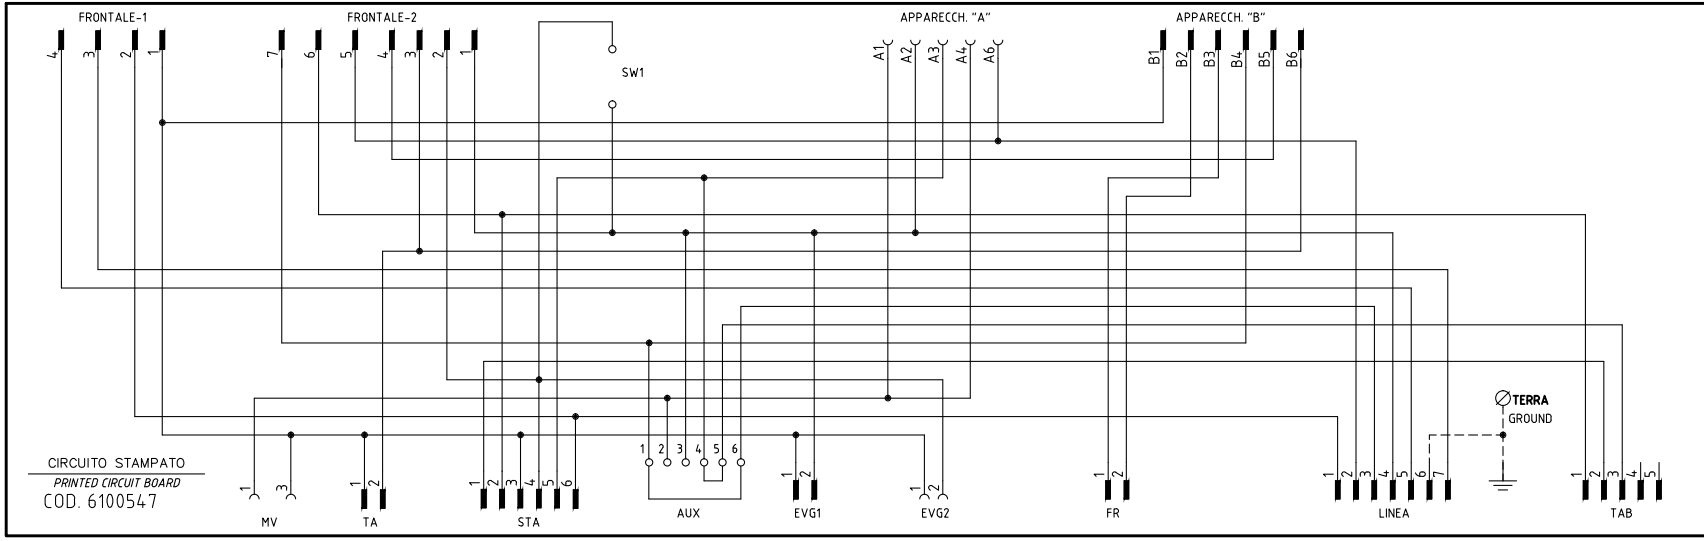 FRONTALE-1 FRONTALE-2 APPARECCH. "A" APPARECCH. "B"
4 3 2 1 7 6 5 4 3 2 1 A1 A2 A3 A4 A6 B1 B2 B3 B4 B5 B6
SW1
TERRA
GROUND
1 2 3 4 5 6
CIRCUITO STAMPATO
PRINTED CIRCUIT BOARD
COD. 6100547
1 3 1 2 1 2 3 4 5 6 1 2 1 2 1 2 1 2 3 4 5 6 7 1 2 3 4 5
MV TA STA AUX EVG1 EVG2 FR LINEA TAB